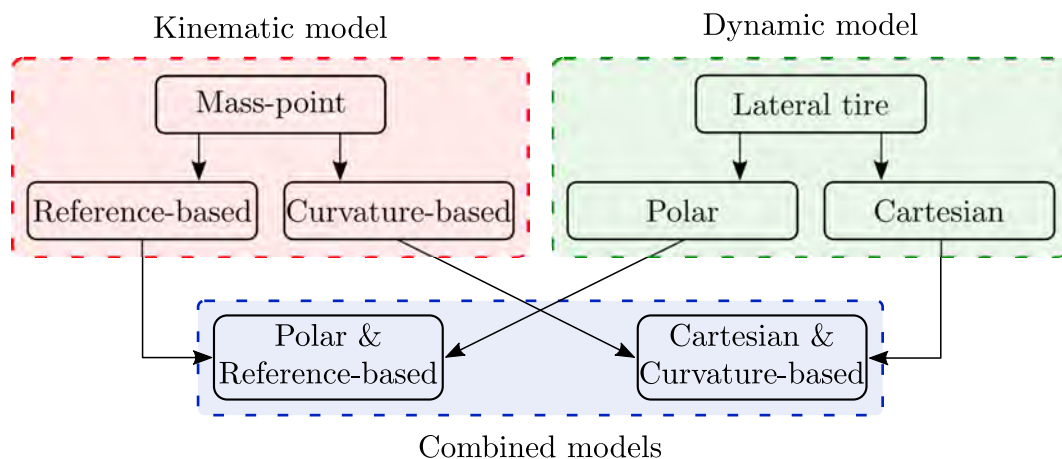 Kinematic model
Dynamic model
Mass-point
Lateral tire
Reference-based
Curvature-based
Polar
Cartesian
Polar &
Reference-based
Cartesian &
Curvature-based
Combined models